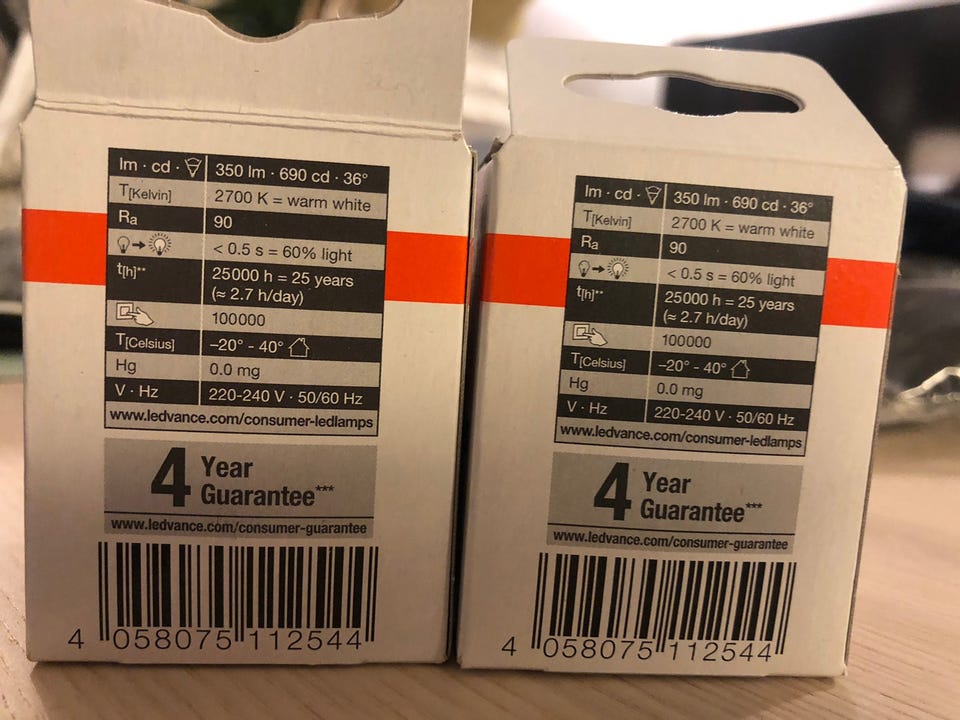 lm · cd · 350 lm · 690 cd · 36°
T[Kelvin] 2700 K = warm white
Ra 90
< 0.5 s = 60% light
t[h]** 25000 h = 25 years
(≈ 2.7 h/day)
100000
T[Celsius] –20° - 40°
Hg 0.0 mg
V · Hz 220-240 V · 50/60 Hz
www.ledvance.com/consumer-ledlamps
4 Year
Guarantee***
www.ledvance.com/consumer-guarantee
4 058075 112544
lm · cd · 350 lm · 690 cd · 36°
T[Kelvin] 2700 K = warm white
Ra 90
< 0.5 s = 60% light
t[h]** 25000 h = 25 years
(≈ 2.7 h/day)
100000
T[Celsius] –20° - 40°
Hg 0.0 mg
V · Hz 220-240 V · 50/60 Hz
www.ledvance.com/consumer-ledlamps
4 Year
Guarantee***
www.ledvance.com/consumer-guarantee
4 058075 112544